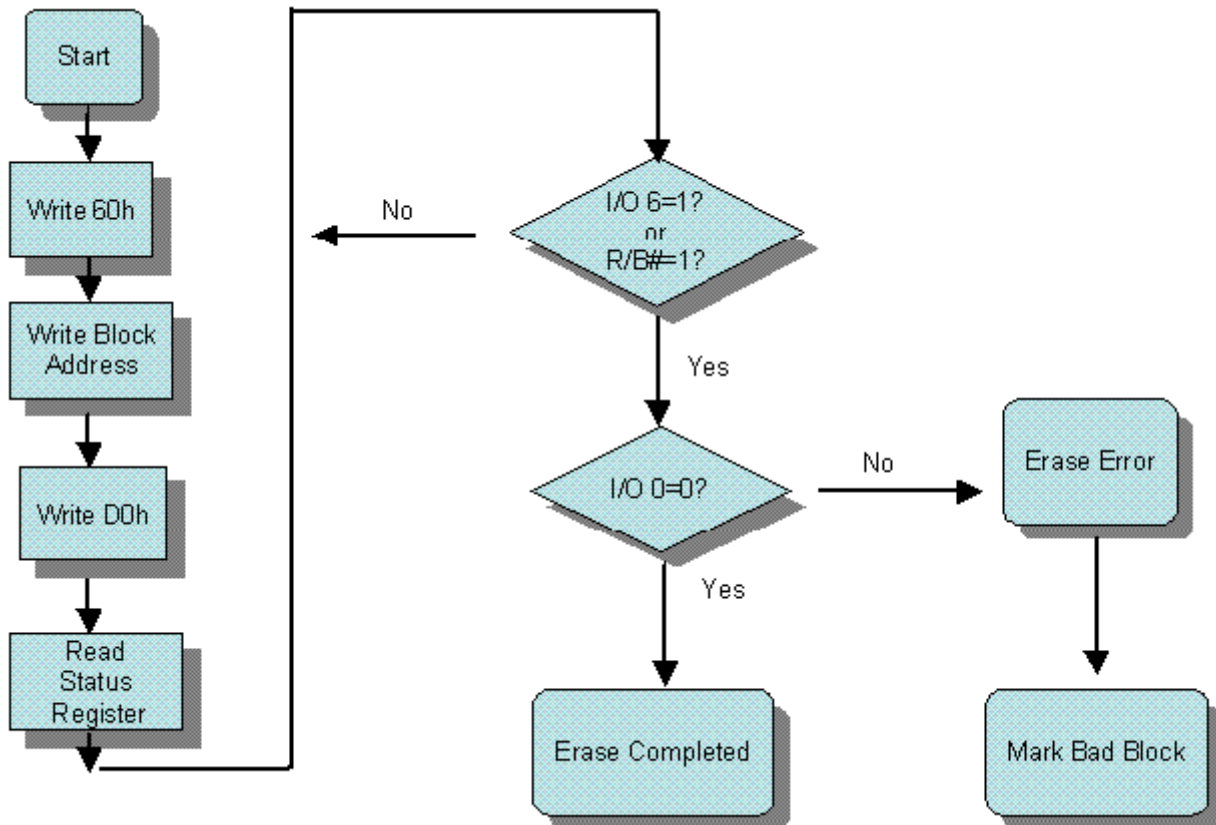 Start
Write 60h
Write Block
Address
Write D0h
Read
Status
Register
I/O 6=1?
or
R/B#=1?
No
Yes
I/O 0=0?
No
Yes
Erase Error
Erase Completed
Mark Bad Block